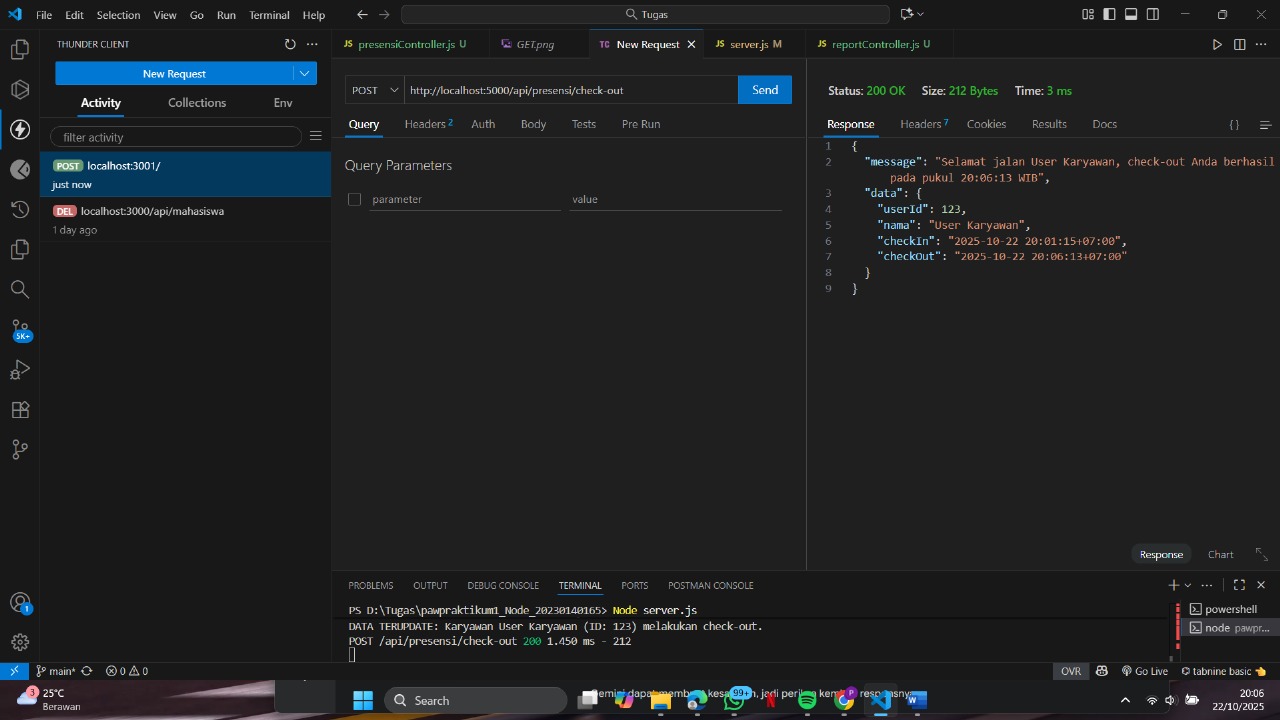 File Edit Selection View Go Run Terminal Help
Tugas
THUNDER CLIENT
New Request
Activity Collections Env
filter activity
POST localhost:3001/
just now
DEL localhost:3000/api/mahasiswa
1 day ago
5K+
1
JS presensiController.js U
GET.png
TC New Request
JS server.js M
JS reportController.js U
POST http://localhost:5000/api/presensi/check-out Send
Query Headers 2 Auth Body Tests Pre Run
Query Parameters
parameter value
Status: 200 OK Size: 212 Bytes Time: 3 ms
Response Headers 7 Cookies Results Docs { }
1 {
2 "message": "Selamat jalan User Karyawan, check-out Anda berhasil
pada pukul 20:06:13 WIB",
3 "data": {
4 "userId": 123,
5 "nama": "User Karyawan",
6 "checkIn": "2025-10-22 20:01:15+07:00",
7 "checkOut": "2025-10-22 20:06:13+07:00"
8 }
9 }
Response Chart
PROBLEMS OUTPUT DEBUG CONSOLE TERMINAL PORTS POSTMAN CONSOLE
PS D:\Tugas\pawpraktikum1_Node_20230140165> Node server.js
DATA TERUPDATE: Karyawan User Karyawan (ID: 123) melakukan check-out.
POST /api/presensi/check-out 200 1.450 ms - 212
powershell
node pawpr...
main* 0 0 OVR Go Live tabnine basic
3
25°C
Berawan
Search
99+
P
20:06
22/10/2025